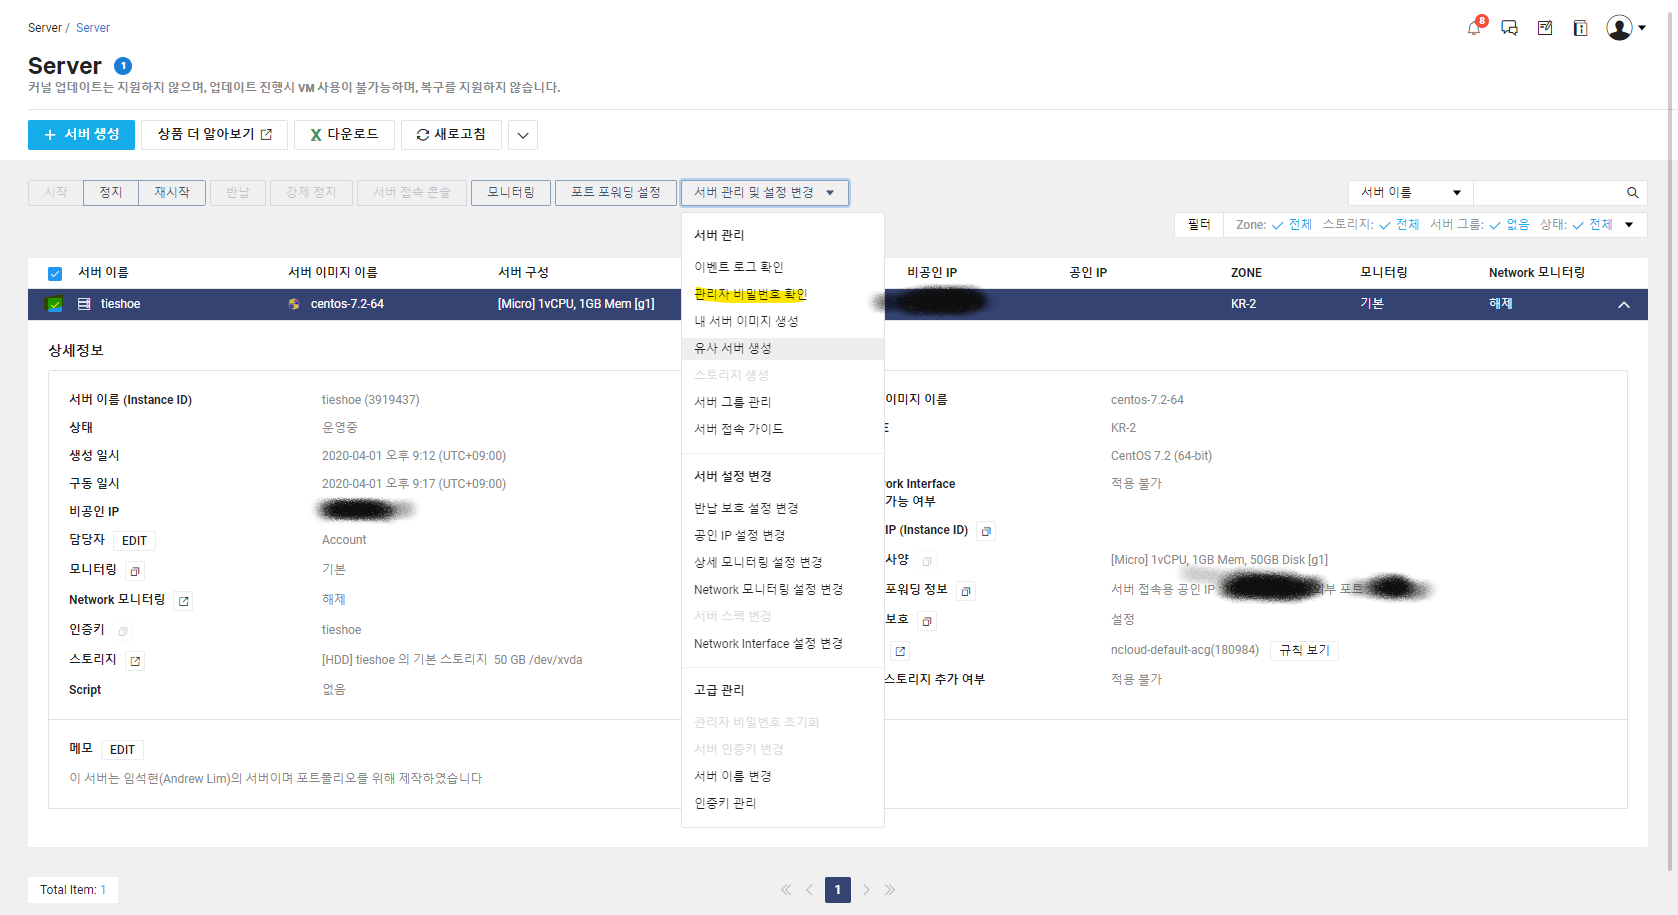 Server / Server
8
Server 1
커널 업데이트는 지원하지 않으며, 업데이트 진행시 VM 사용이 불가능하며, 복구를 지원하지 않습니다.
+ 서버 생성 상품 더 알아보기 다운로드 새로고침
시작 정지 재시작 반납 강제 정지 서버 접속 콘솔 모니터링 포트 포워딩 설정 서버 관리 및 설정 변경 서버 이름
필터 Zone: 전체 스토리지: 전체 서버 그룹: 없음 상태: 전체
서버 이름 서버 이미지 이름 서버 구성 비공인 IP 공인 IP ZONE 모니터링 Network 모니터링
tieshoe centos-7.2-64 [Micro] 1vCPU, 1GB Mem [g1] KR-2 기본 해제
서버 관리
이벤트 로그 확인
관리자 비밀번호 확인
내 서버 이미지 생성
유사 서버 생성
스토리지 생성
서버 그룹 관리
서버 접속 가이드
서버 설정 변경
반납 보호 설정 변경
공인 IP 설정 변경
상세 모니터링 설정 변경
Network 모니터링 설정 변경
서버 스펙 변경
Network Interface 설정 변경
고급 관리
관리자 비밀번호 초기화
서버 인증키 변경
서버 이름 변경
인증키 관리
상세정보
서버 이름 (Instance ID) tieshoe (3919437)
상태 운영중
생성 일시 2020-04-01 오후 9:12 (UTC+09:00)
구동 일시 2020-04-01 오후 9:17 (UTC+09:00)
비공인 IP
담당자 EDIT Account
모니터링 기본
Network 모니터링 해제
인증키 tieshoe
스토리지 [HDD] tieshoe 의 기본 스토리지 50 GB /dev/xvda
Script 없음
이미지 이름 centos-7.2-64
E KR-2
CentOS 7.2 (64-bit)
ork Interface 적용 불가
가능 여부
IP (Instance ID)
사양 [Micro] 1vCPU, 1GB Mem, 50GB Disk [g1]
포워딩 정보 서버 접속용 공인 IP 부 포트
보호 설정
ncloud-default-acg(180984) 규칙 보기
스토리지 추가 여부 적용 불가
메모 EDIT
이 서버는 임석현(Andrew Lim)의 서버이며 포트폴리오를 위해 제작하였습니다
Total Item: 1
1